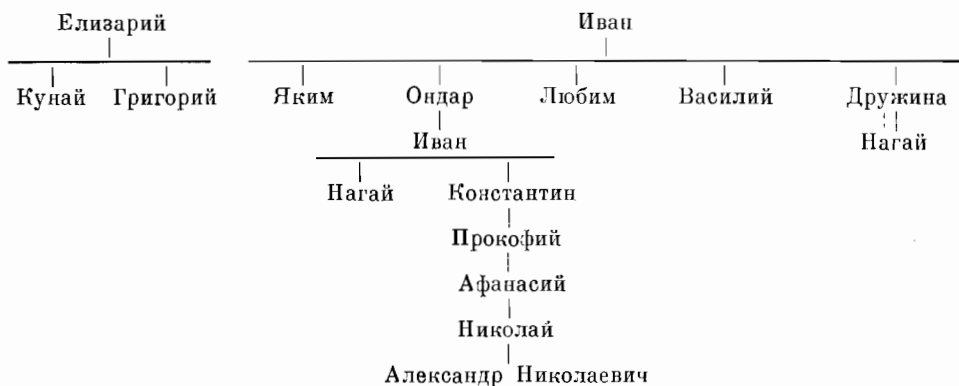 Елизарий Иван
Кунай Григорий Яким Ондар Любим Василий Дружина
Иван Нагай
Нагай Константин
Прокофий
Афанасий
Николай
Александр Николаевич